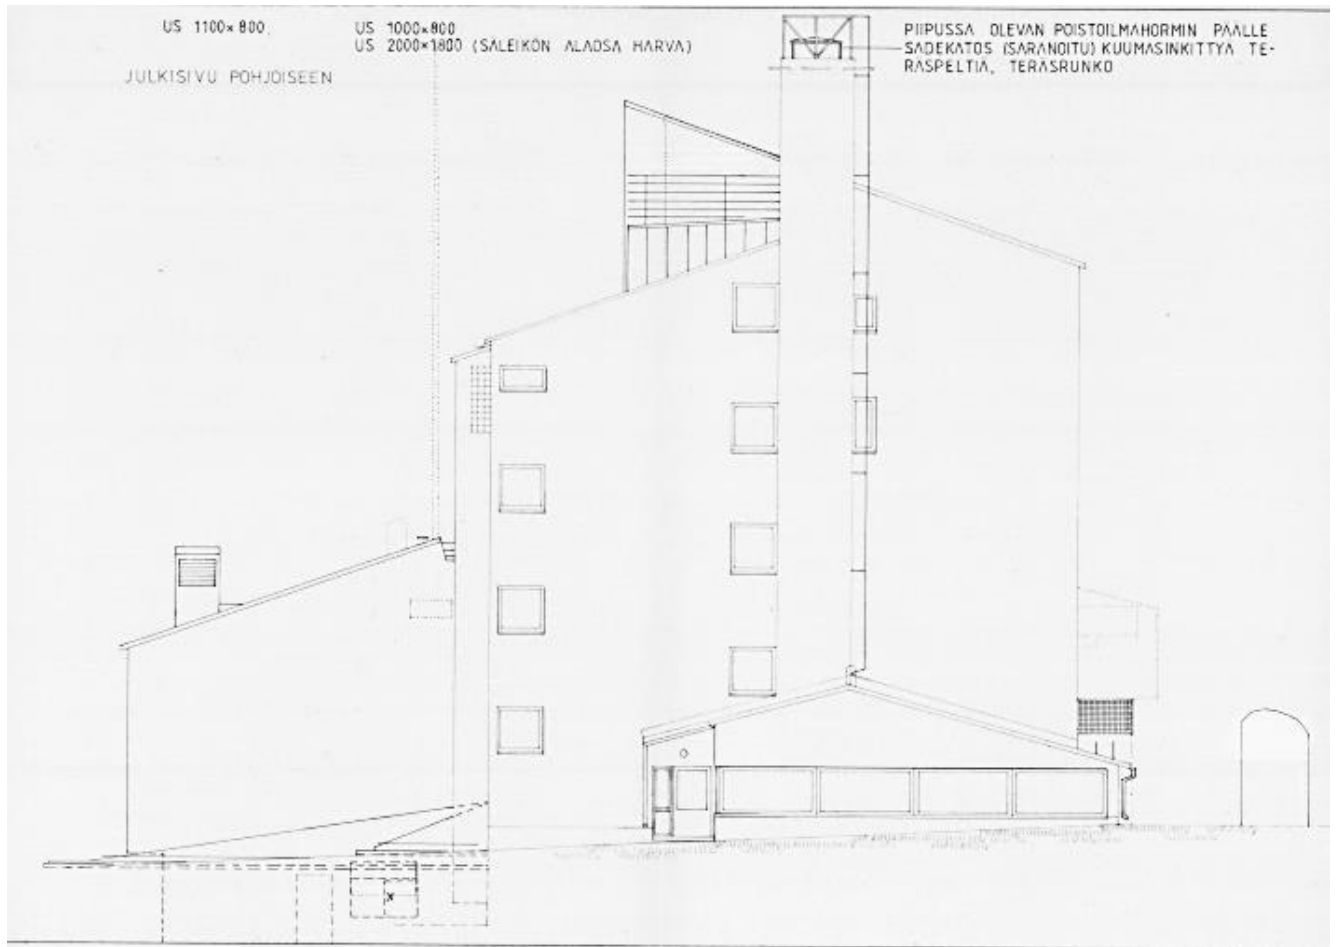 US 1100×800
US 1000×800
US 2000×1800 (SÄLEIKÖN ALAOSA HARVA)
JULKISIVU POHJOISEEN
PIIPUSSA OLEVAN POISTOILMAHORMIN PÄÄLLE
SADEKATOS (SARANOITU) KUUMASINKITTYÄ TE-
RÄSPELTIÄ, TERÄSRUNKO
X